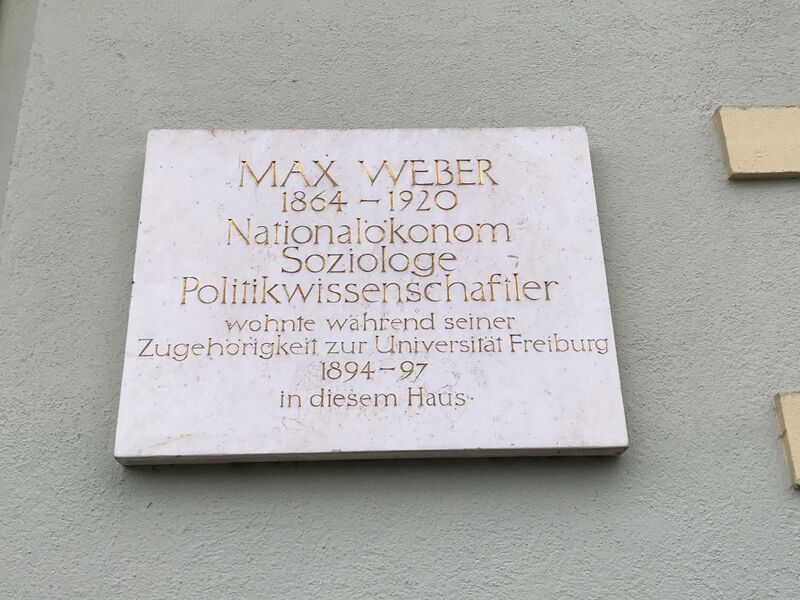 MAX WEBER
1864 – 1920
Nationalökonom
Soziologe
Politikwissenschaftler
wohnte während seiner
Zugehörigkeit zur Universität Freiburg
1894 – 97
in diesem Haus